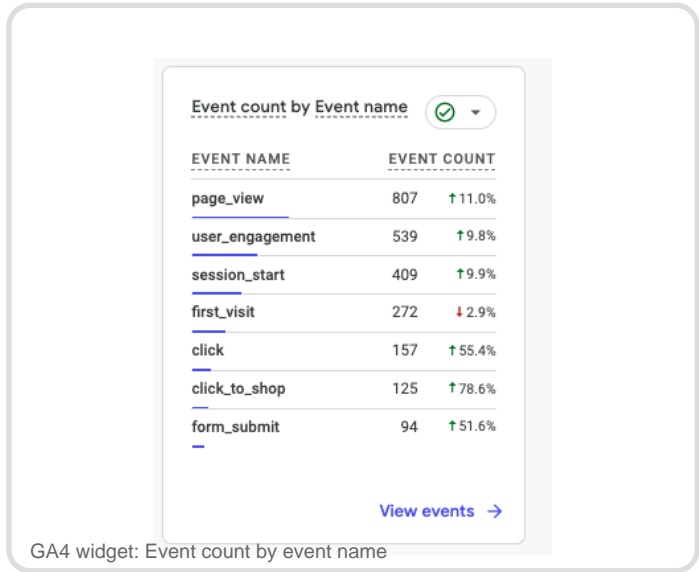 Event count by Event name
EVENT NAME EVENT COUNT
page_view 807 ↑11.0%
user_engagement 539 ↑9.8%
session_start 409 ↑9.9%
first_visit 272 ↓2.9%
click 157 ↑55.4%
click_to_shop 125 ↑78.6%
form_submit 94 ↑51.6%
View events →
GA4 widget: Event count by event name